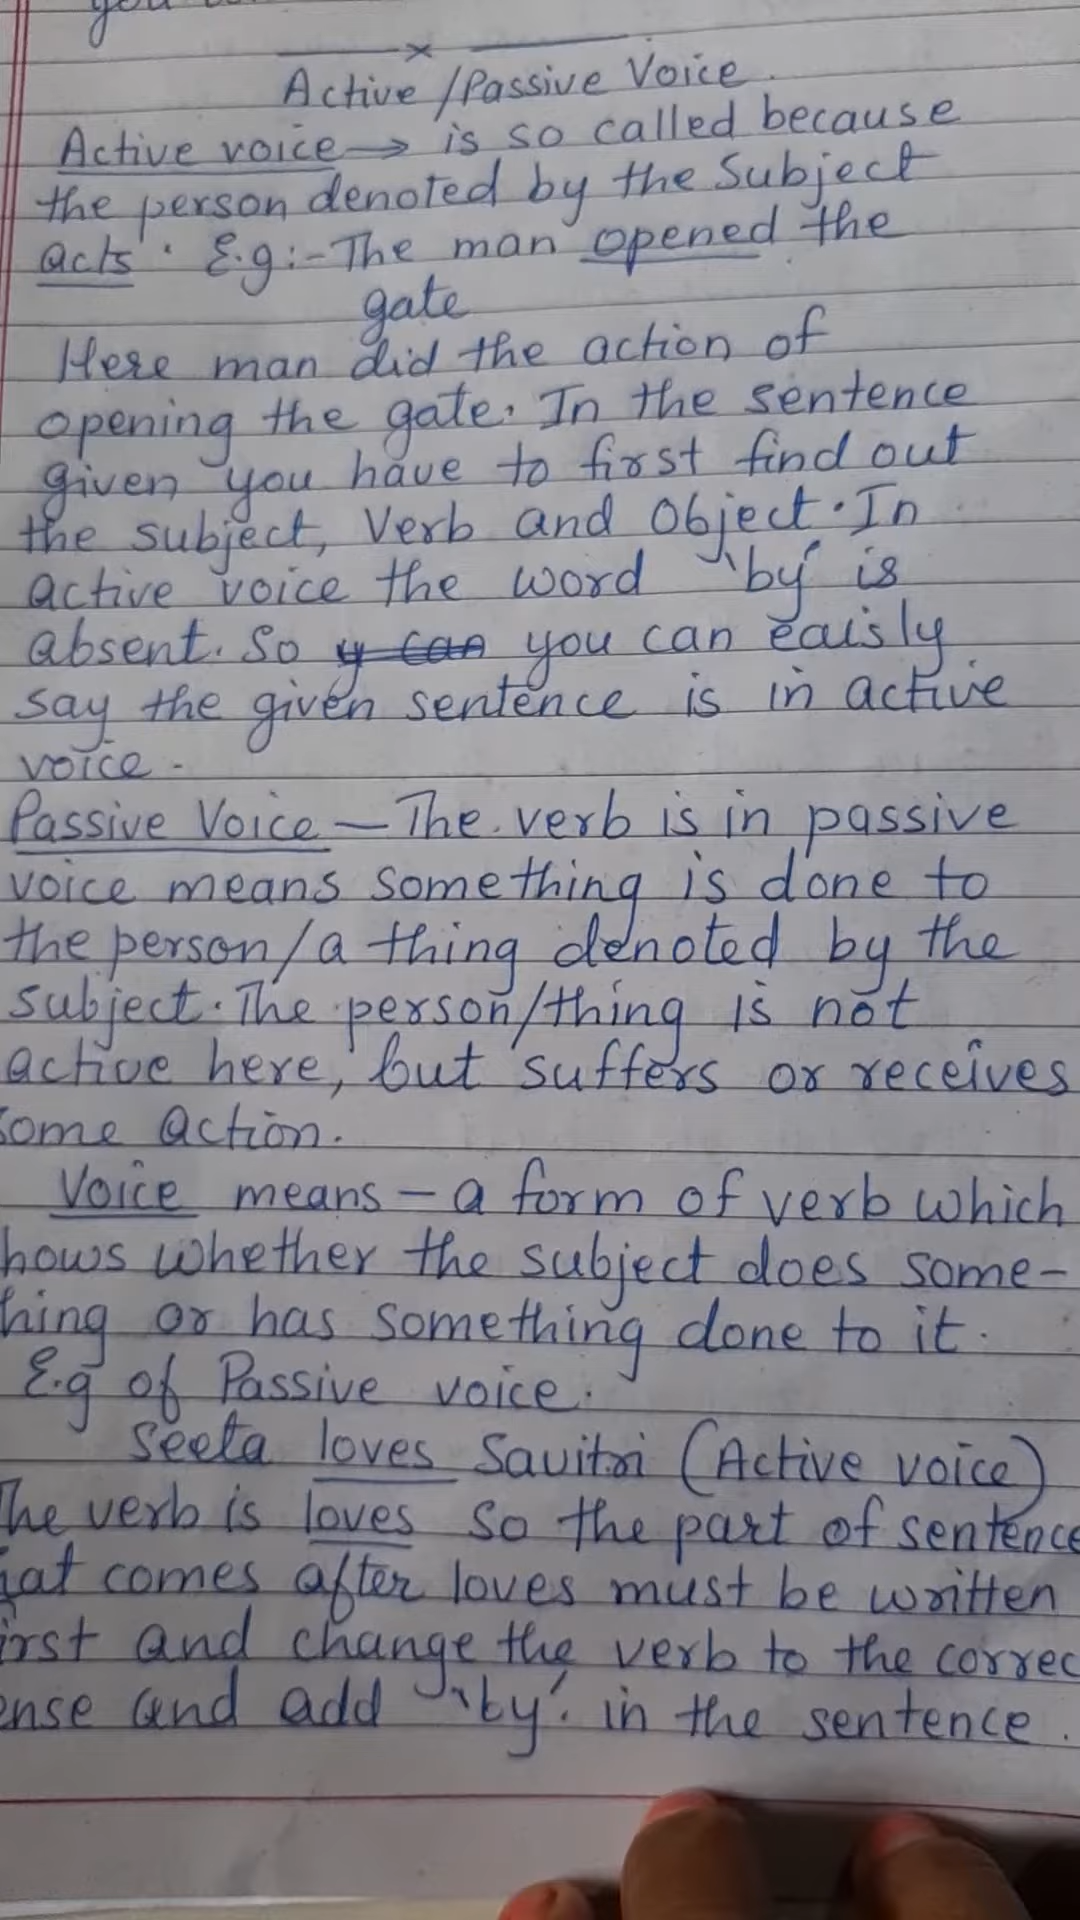 Active/Passive Voice.
Active voice → is so called because
the person denoted by the Subject
acts'. E.g:- The man opened the
gate
Here man did the action of
opening the gate. In the sentence
given you have to first find out
the subject, Verb and Object. In
active voice the word 'by' is
absent. So y can you can eaisly
say the given sentence is in active
voice.
Passive Voice — The verb is in passive
voice means something is done to
the person/a thing denoted by the
subject. The person/thing is not
active here, but suffers or receives
some action.
Voice means - a form of verb which
hows whether the subject does some-
hing or has something done to it.
E.g of Passive voice.
Seeta loves Savitri (Active voice)
The verb is loves so the part of sentence
hat comes after loves must be written
irst and change the verb to the correc
ense and add 'by'. in the sentence.